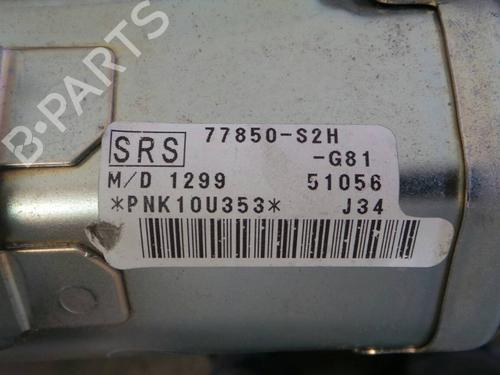 B-PARTS
77850-S2H
SRS -G81
M/D 1299 51056
*PNK10U353* J34